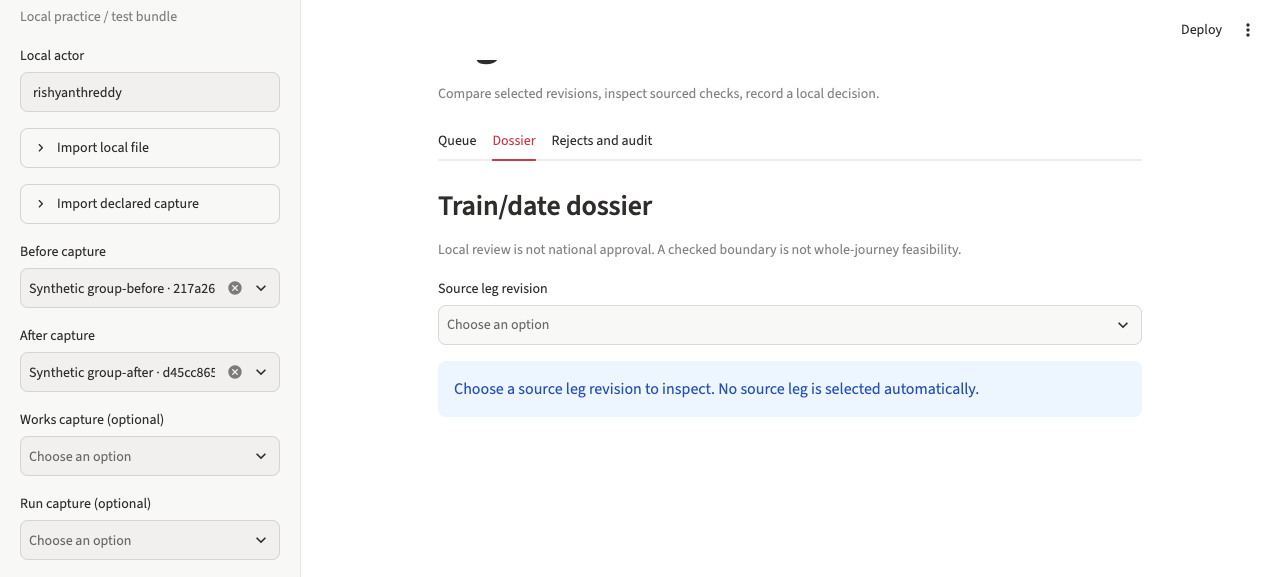 Local practice / test bundle
Local actor
rishyanthreddy
Import local file
Import declared capture
Before capture
Synthetic group-before · 217a26
After capture
Synthetic group-after · d45cc865
Works capture (optional)
Choose an option
Run capture (optional)
Choose an option
Deploy
Compare selected revisions, inspect sourced checks, record a local decision.
Queue Dossier Rejects and audit
Train/date dossier
Local review is not national approval. A checked boundary is not whole-journey feasibility.
Source leg revision
Choose an option
Choose a source leg revision to inspect. No source leg is selected automatically.